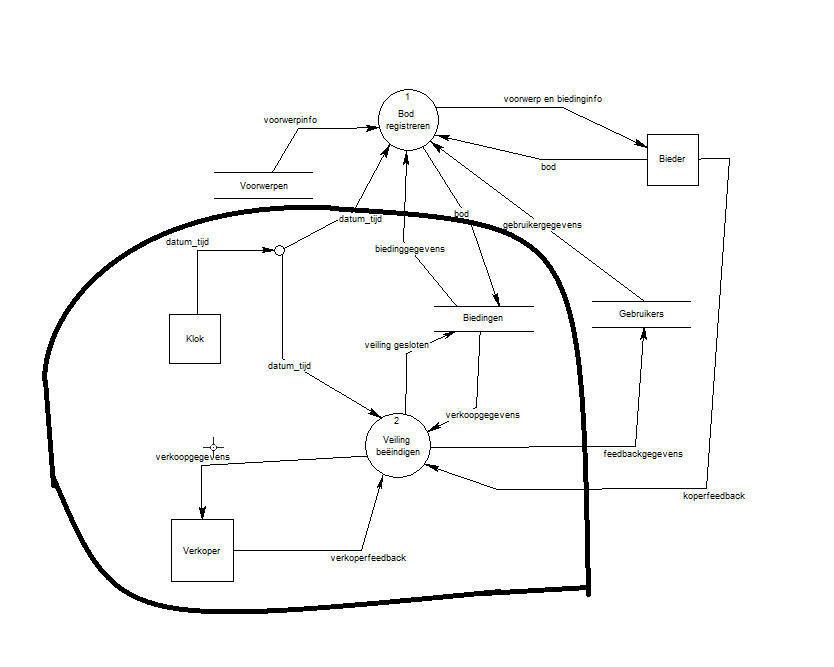 1
Bod
registreren
voorwerp en biedinginfo
voorwerpinfo
Bieder
bod
Voorwerpen
datum_tijd
bod
gebruikergegevens
datum_tijd
biedinggegevens
Klok
Biedingen
Gebruikers
veiling gesloten
datum_tijd
verkoopgegevens
2
Veiling
beëindigen
verkoopgegevens
feedbackgegevens
koperfeedback
Verkoper
verkoperfeedback